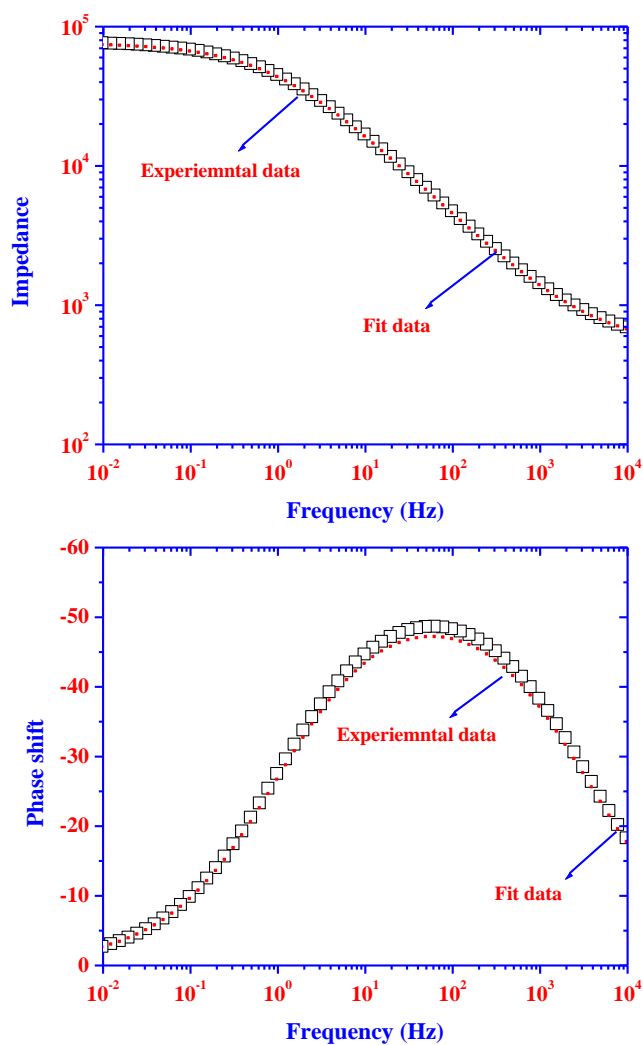 10^5
10^4
10^3
10^2
Impedance
Experiemntal data
Fit data
10^-2 10^-1 10^0 10^1 10^2 10^3 10^4
Frequency (Hz)
-60
-50
-40
-30
-20
-10
0
Phase shift
Experiemntal data
Fit data
10^-2 10^-1 10^0 10^1 10^2 10^3 10^4
Frequency (Hz)